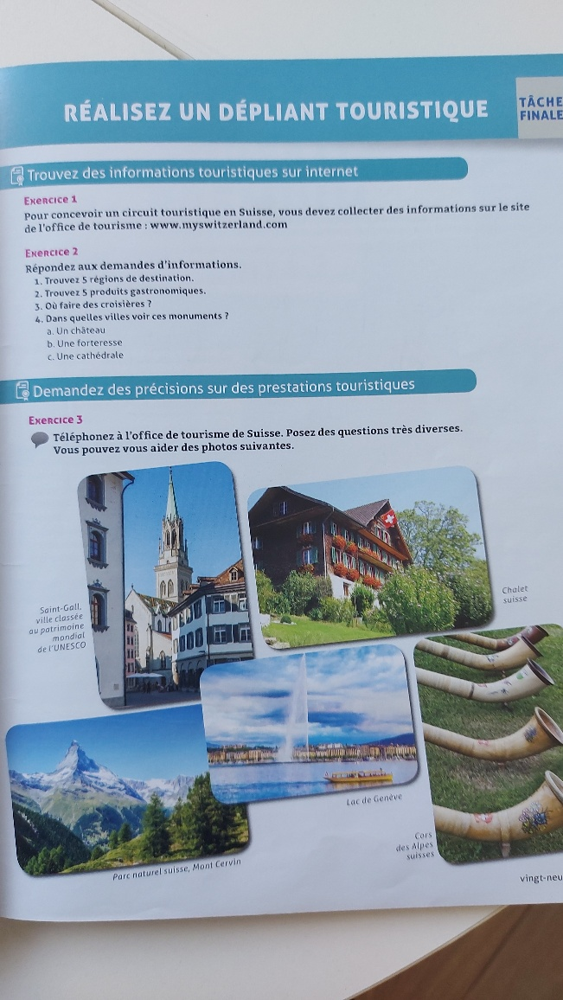 RÉALISEZ UN DÉPLIANT TOURISTIQUE
TÂCHE
FINALE
Trouvez des informations touristiques sur internet
EXERCICE 1
Pour concevoir un circuit touristique en Suisse, vous devez collecter des informations sur le site
de l'office de tourisme : www.myswitzerland.com
EXERCICE 2
Répondez aux demandes d'informations.
1. Trouvez 5 régions de destination.
2. Trouvez 5 produits gastronomiques.
3. Où faire des croisières ?
4. Dans quelles villes voir ces monuments ?
a. Un château
b. Une forteresse
c. Une cathédrale
Demandez des précisions sur des prestations touristiques
EXERCICE 3
Téléphonez à l'office de tourisme de Suisse. Posez des questions très diverses.
Vous pouvez vous aider des photos suivantes.
Saint-Gall,
ville classée
au patrimoine
mondial
de l'UNESCO
Chalet
suisse
Lac de Genève
Cors
des Alpes
suisses
Parc naturel suisse, Mont Cervin
vingt-neu